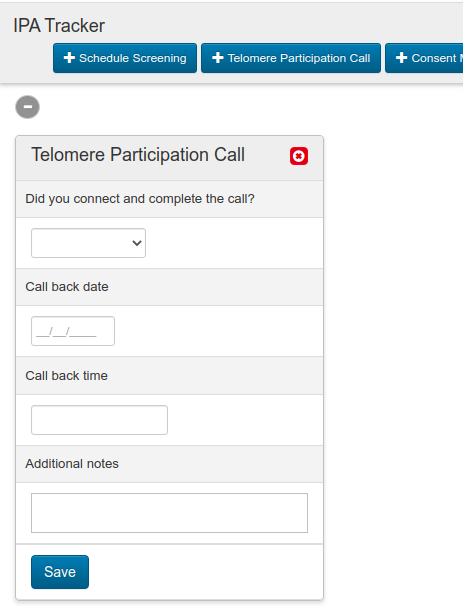 IPA Tracker
+ Schedule Screening + Telomere Participation Call + Consent
Telomere Participation Call
Did you connect and complete the call?
Call back date
__/__/____
Call back time
Additional notes
Save